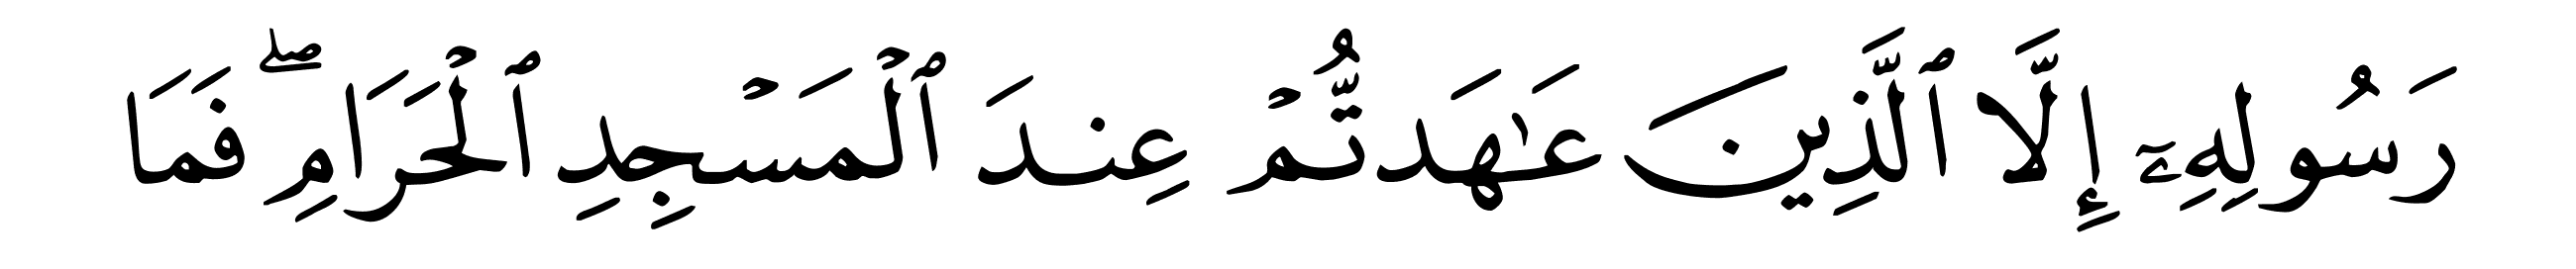 رَسُولِهِۦٓ إِلَّا ٱلَّذِينَ عَٰهَدتُّمْ عِندَ ٱلْمَسْجِدِ ٱلْحَرَامِ ۖ فَمَا